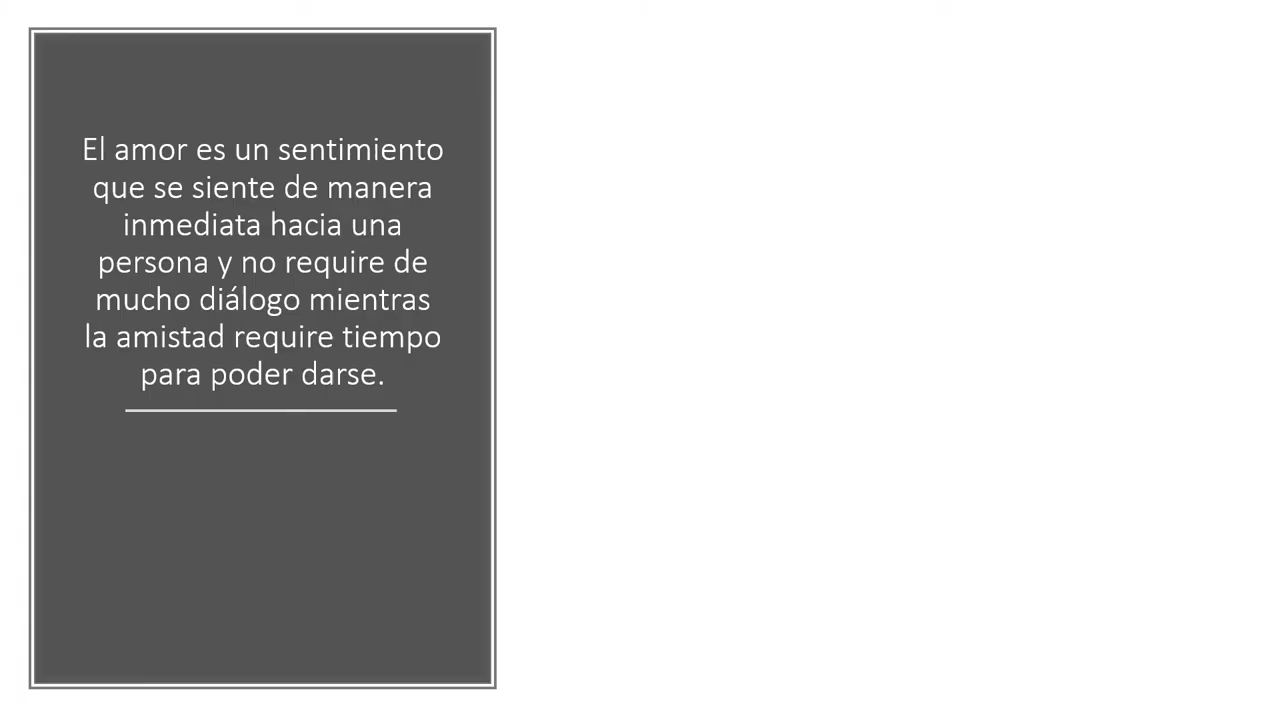 El amor es un sentimiento
que se siente de manera
inmediata hacia una
persona y no require de
mucho diálogo mientras
la amistad require tiempo
para poder darse.